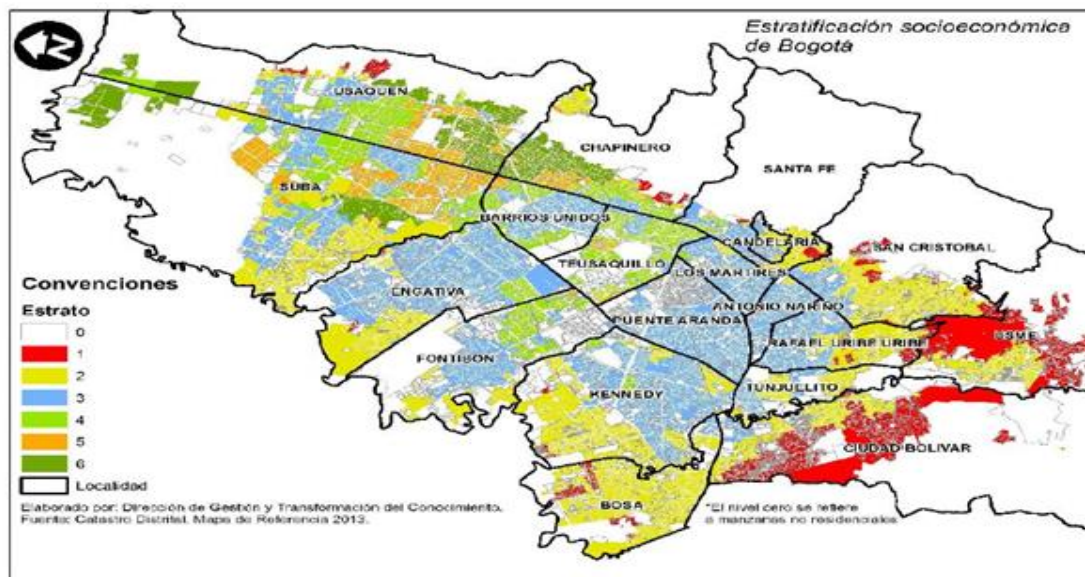 Estratificación socioeconómica
de Bogotá
N
USAQUEN
CHAPINERO
SANTA FE
SUBA
BARRIOS UNIDOS
CANDELARIA
SAN CRISTOBAL
TEUSAQUILLO
LOS MARTIRES
ENGATIVA
ANTONIO NARIÑO
PUENTE ARANDA
USME
RAFAEL URIBE URIBE
FONTIBON
KENNEDY
TUNJUELITO
CIUDAD BOLIVAR
BOSA
Convenciones
Estrato
0
1
2
3
4
5
6
Localidad
Elaborado por: Dirección de Gestión y Transformación del Conocimiento.
Fuente: Catastro Distrital. Mapa de Referencia 2013.
*El nivel cero se refiere
a manzanas no residenciales